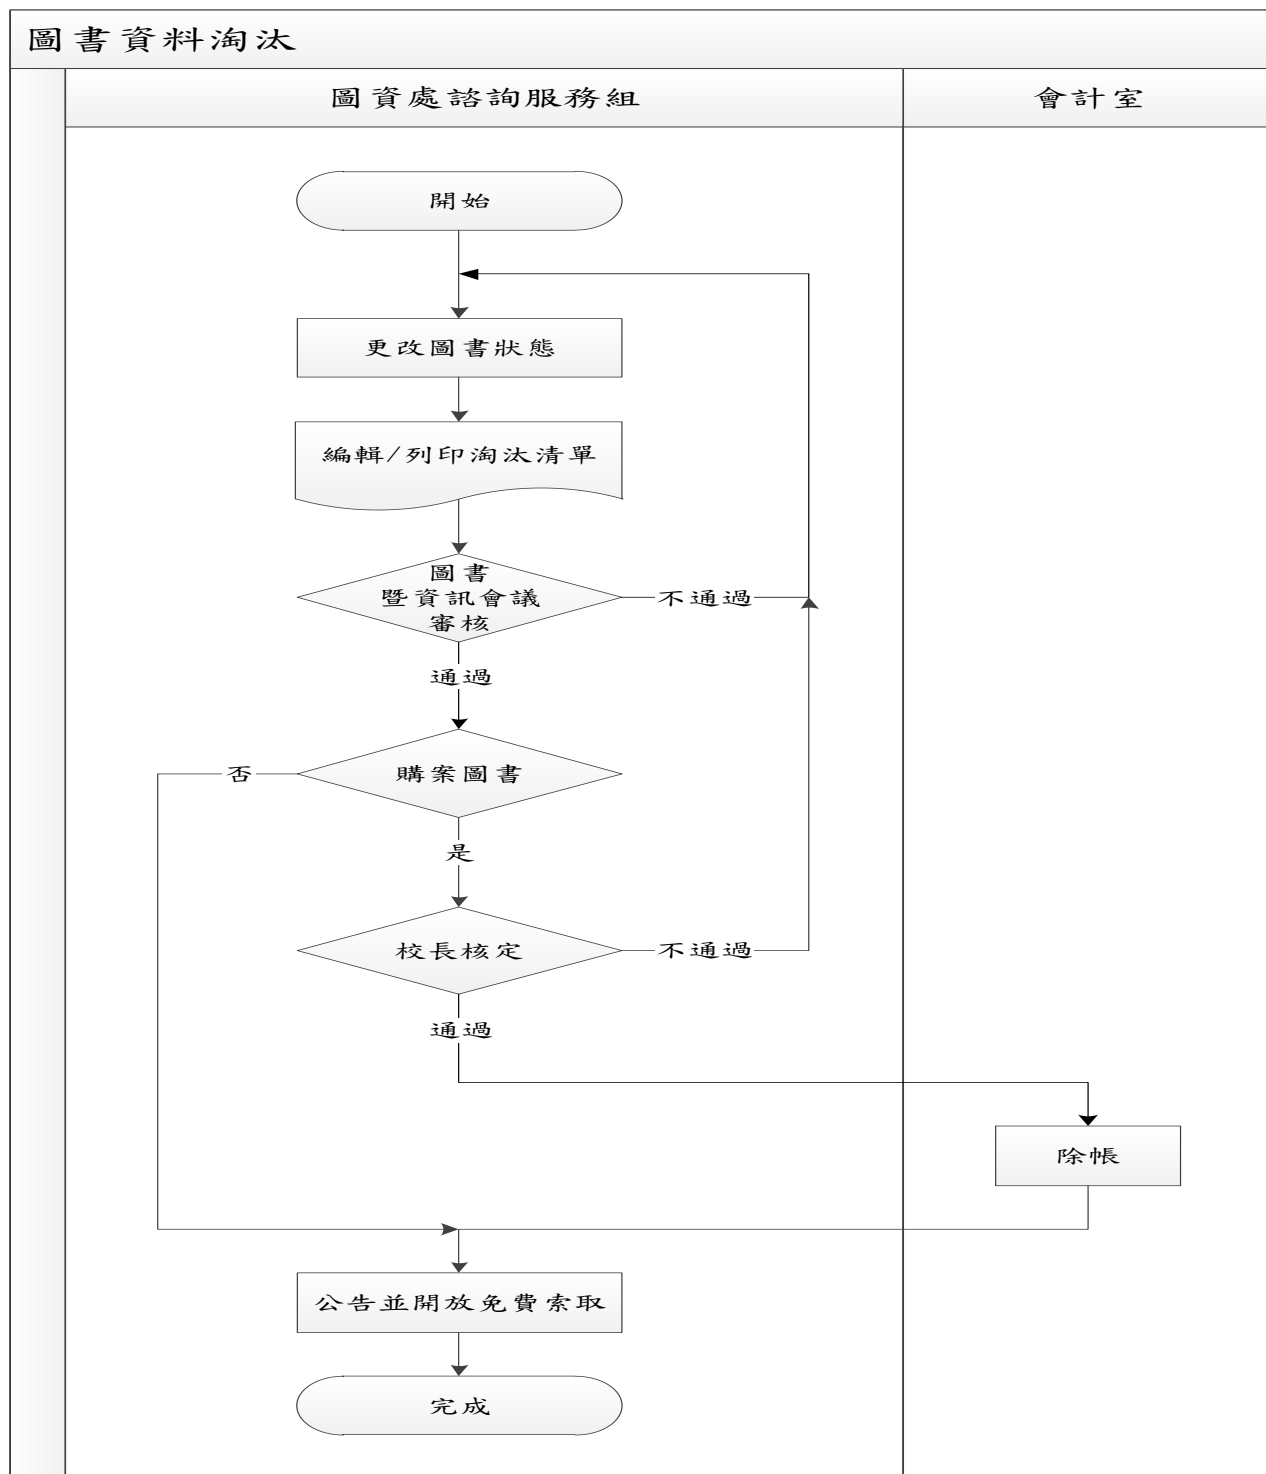 圖書資料淘汰
圖資處諮詢服務組
會計室
開始
更改圖書狀態
編輯/列印淘汰清單
圖書
暨資訊會議
審核
不通過
通過
購案圖書
否
是
校長核定
不通過
通過
除帳
公告並開放免費索取
完成